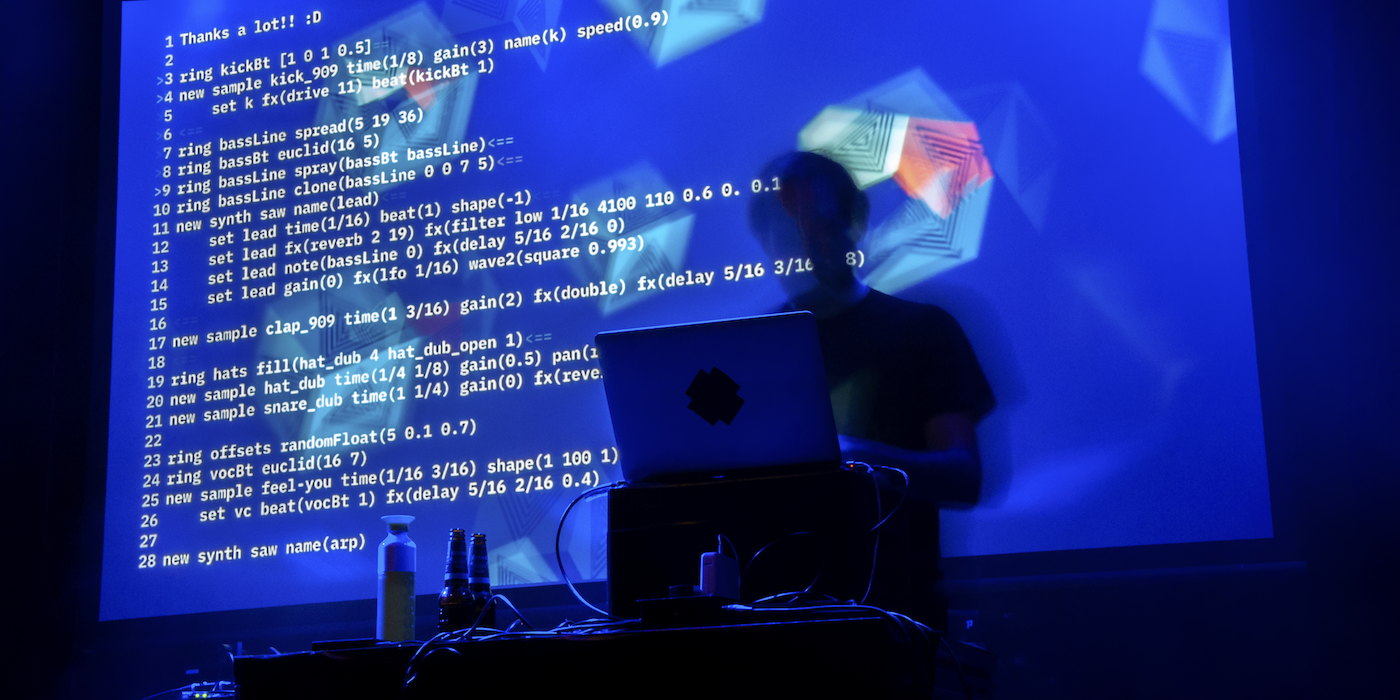 1 Thanks a lot!! :D
2
>3 ring kickBt [1 0 1 0.5]
>4 new sample kick_909 time(1/8) gain(3) name(k) speed(0.9)
5 set k fx(drive 11) beat(kickBt 1)
6 <==
7 ring bassLine spread(5 19 36)
8 ring bassBt euclid(16 5)
>9 ring bassLine spray(bassBt bassLine)<==
10 ring bassLine clone(bassLine 0 0 7 5)<==
11 new synth saw name(lead)
12 set lead time(1/16) beat(1) shape(-1)
13 set lead fx(reverb 2 19) fx(filter low 1/16 4100 110 0.6 0. 0.1
14 set lead note(bassLine 0) fx(delay 5/16 2/16 0)
15 set lead gain(0) fx(lfo 1/16) wave2(square 0.993)
16
17 new sample clap_909 time(1 3/16) gain(2) fx(double) fx(delay 5/16 3/16 8)
18
19 ring hats fill(hat_dub 4 hat_dub_open 1)<==
20 new sample hat_dub time(1/4 1/8) gain(0.5)
21 new sample snare_dub time(1 1/4) gain(0)
22
23 ring offsets randomFloat(5 0.1 0.7)
24 ring vocBt euclid(16 7)
25 new sample feel-you time(1/16 3/16) shape(1 100 1)
26 set vc beat(vocBt 1) fx(delay 5/16 2/16 0.4)
27
28 new synth saw name(arp)